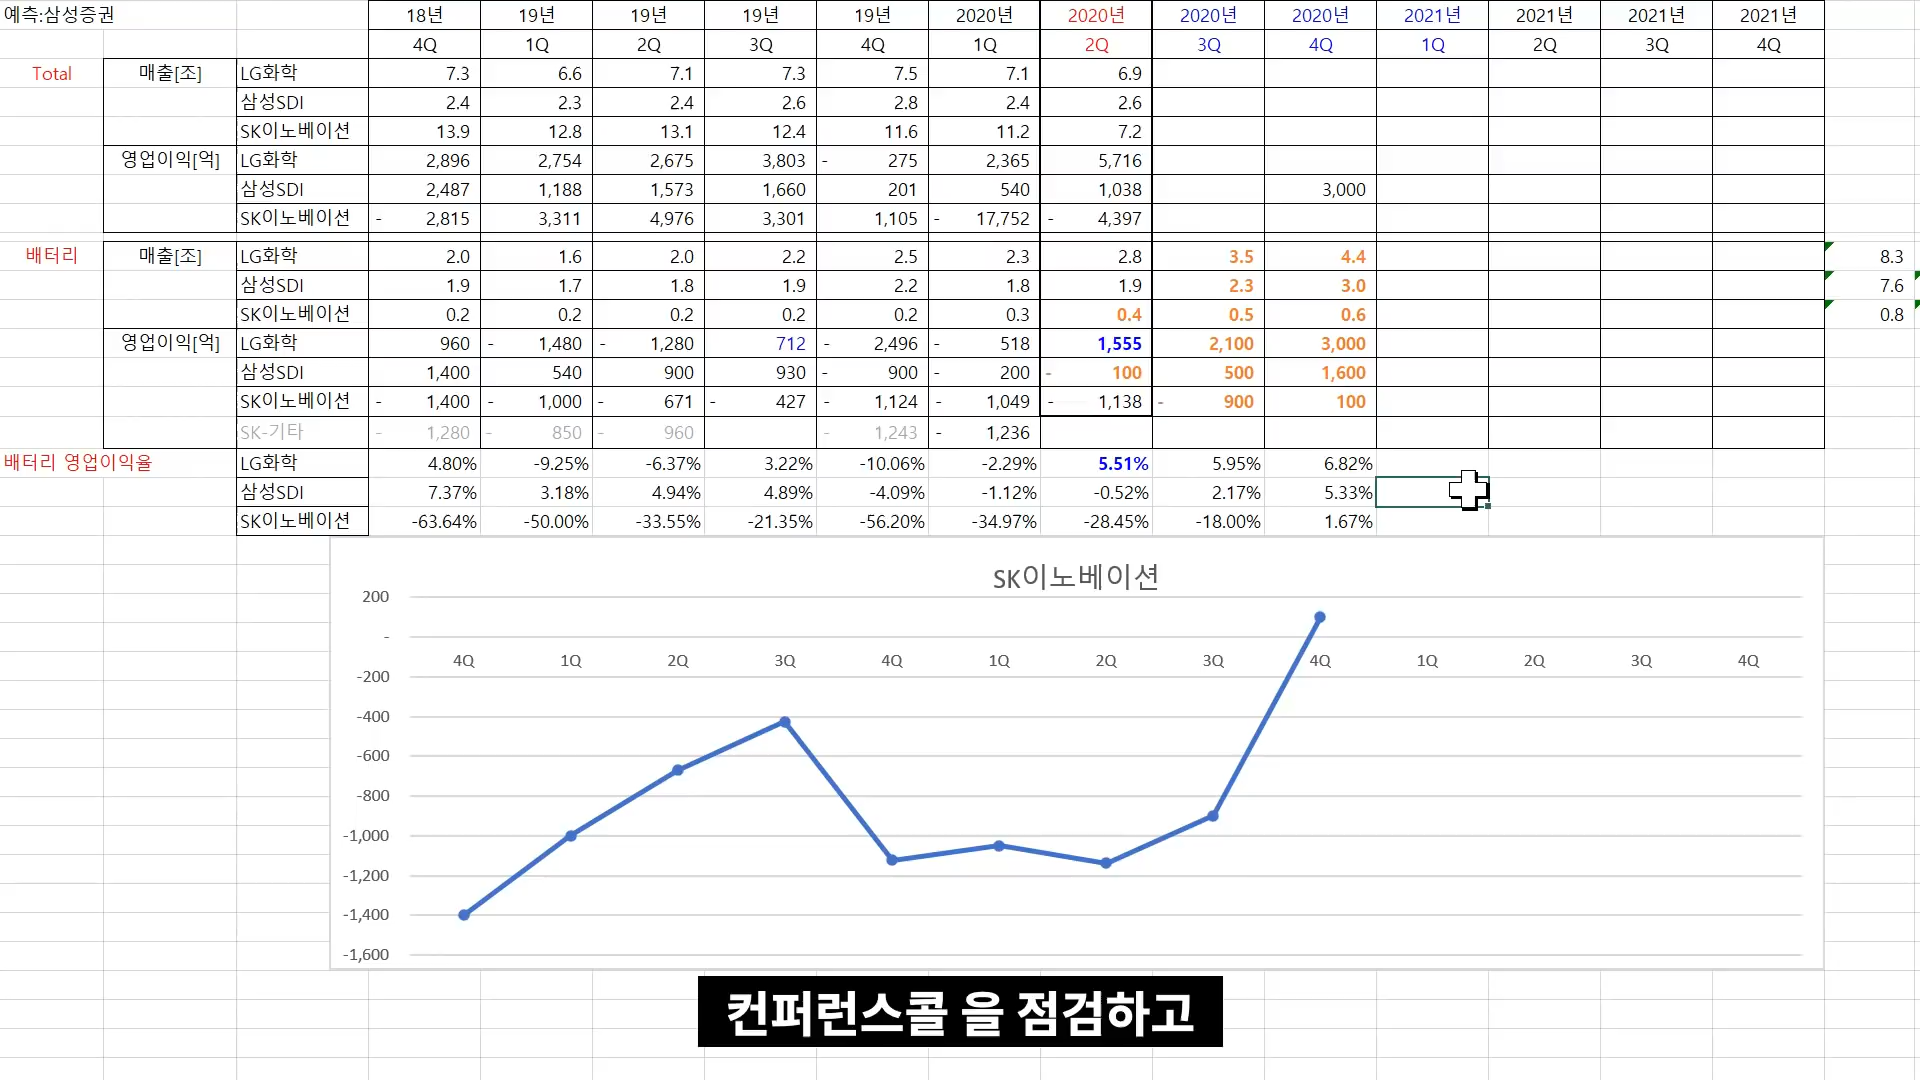 예측:삼성증권 18년 19년 19년 19년 19년 2020년 2020년 2020년 2020년 2021년 2021년 2021년 2021년
4Q 1Q 2Q 3Q 4Q 1Q 2Q 3Q 4Q 1Q 2Q 3Q 4Q
Total 매출[조] LG화학 7.3 6.6 7.1 7.3 7.5 7.1 6.9
삼성SDI 2.4 2.3 2.4 2.6 2.8 2.4 2.6
SK이노베이션 13.9 12.8 13.1 12.4 11.6 11.2 7.2
영업이익[억] LG화학 2,896 2,754 2,675 3,803 - 275 2,365 5,716
삼성SDI 2,487 1,188 1,573 1,660 201 540 1,038 3,000
SK이노베이션 - 2,815 3,311 4,976 3,301 1,105 - 17,752 - 4,397
배터리 매출[조] LG화학 2.0 1.6 2.0 2.2 2.5 2.3 2.8 3.5 4.4 8.3
삼성SDI 1.9 1.7 1.8 1.9 2.2 1.8 1.9 2.3 3.0 7.6
SK이노베이션 0.2 0.2 0.2 0.2 0.2 0.3 0.4 0.5 0.6 0.8
영업이익[억] LG화학 960 - 1,480 - 1,280 712 - 2,496 - 518 1,555 2,100 3,000
삼성SDI 1,400 540 900 930 - 900 - 200 - 100 500 1,600
SK이노베이션 - 1,400 - 1,000 - 671 - 427 - 1,124 - 1,049 - 1,138 - 900 100
SK-기타 - 1,280 - 850 - 960 - 1,243 - 1,236
배터리 영업이익율 LG화학 4.80% -9.25% -6.37% 3.22% -10.06% -2.29% 5.51% 5.95% 6.82%
삼성SDI 7.37% 3.18% 4.94% 4.89% -4.09% -1.12% -0.52% 2.17% 5.33%
SK이노베이션 -63.64% -50.00% -33.55% -21.35% -56.20% -34.97% -28.45% -18.00% 1.67%
SK이노베이션
200
-
4Q 1Q 2Q 3Q 4Q 1Q 2Q 3Q 4Q 1Q 2Q 3Q 4Q
-200
-400
-600
-800
-1,000
-1,200
-1,400
-1,600
컨퍼런스콜 을 점검하고